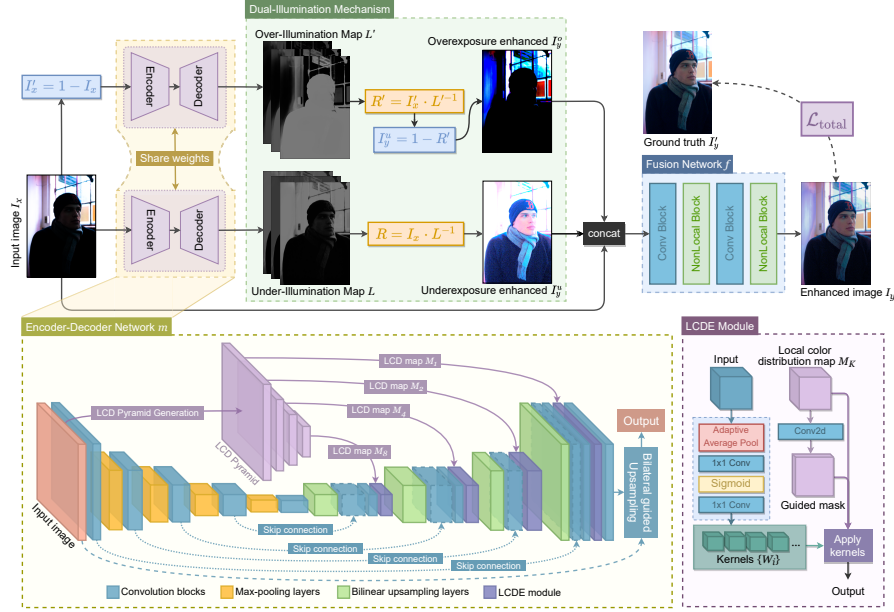 Dual-Illumination Mechanism
Over-Illumination Map L′
Overexposure enhanced I_y^o
I′_x = 1 − I_x
Encoder
Decoder
R′ = I′_x · L′^{−1}
I_y^u = 1 − R′
Ground truth I′_y
L_total
Share weights
Fusion Network f
Input image I_x
Encoder
Decoder
R = I_x · L^{−1}
concat
Conv Block
NonLocal Block
Conv Block
NonLocal Block
Under-Illumination Map L
Underexposure enhanced I_y^u
Enhanced image I_y
Encoder-Decoder Network m
LCD map M_1
LCD map M_2
LCD map M_4
LCD map M_8
LCD Pyramid Generation
LCD Pyramid
Output
Bilateral guided
Upsampling
Input image
Skip connection
Skip connection
Skip connection
Skip connection
Convolution blocks
Max-pooling layers
Bilinear upsampling layers
LCDE module
LCDE Module
Input
Local color
distribution map M_K
Adaptive
Average Pool
Conv2d
1x1 Conv
Sigmoid
1x1 Conv
Guided mask
...
Kernels {W_i}
Apply
kernels
Output